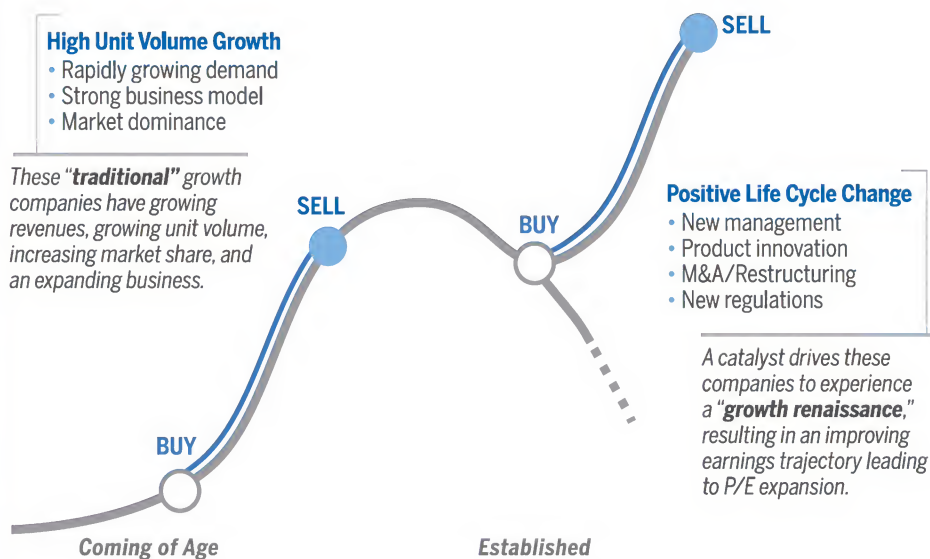 High Unit Volume Growth
• Rapidly growing demand
• Strong business model
• Market dominance
These “traditional” growth
companies have growing
revenues, growing unit volume,
increasing market share, and
an expanding business.
SELL
BUY
Coming of Age
SELL
BUY
Positive Life Cycle Change
• New management
• Product innovation
• M&A/Restructuring
• New regulations
A catalyst drives these
companies to experience
a “growth renaissance,”
resulting in an improving
earnings trajectory leading
to P/E expansion.
Established